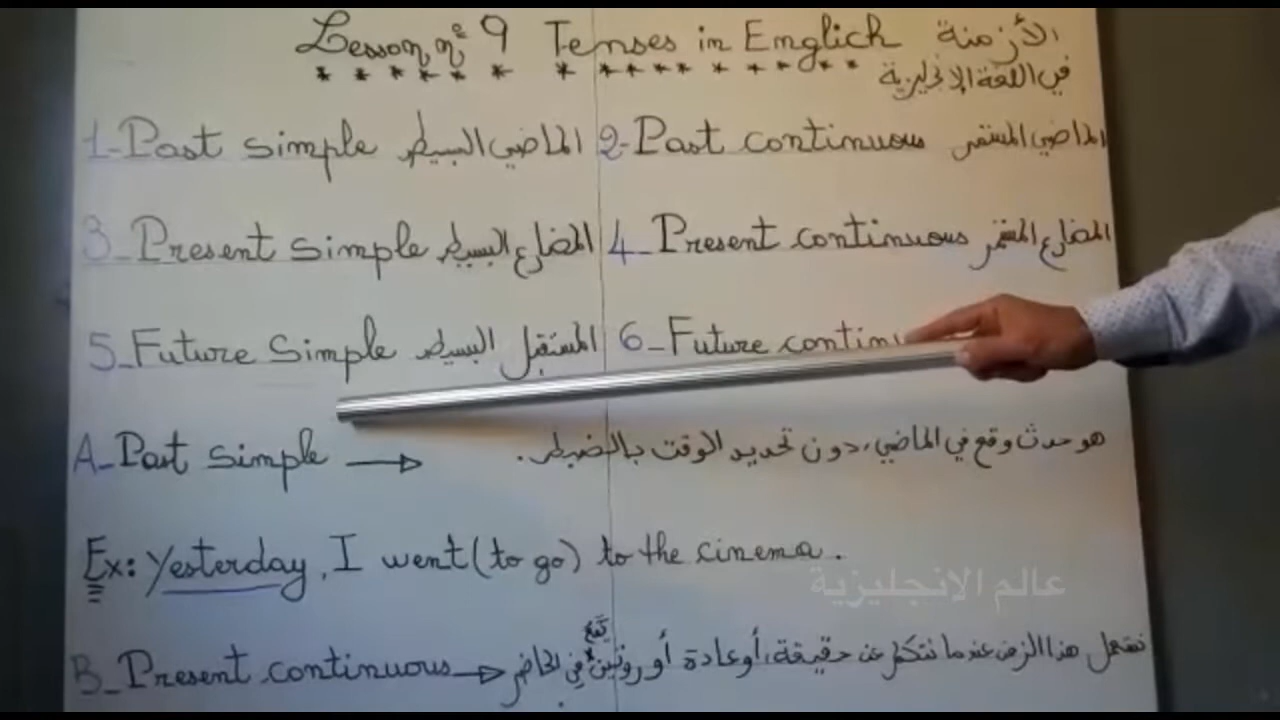 Lesson n° 9 Tenses in Englich الأزمنة
في اللغة الإنجليزية
1-Past simple الماضي البسيط 2-Past continuous الماضي المستمر
3-Present simple المضارع البسيط 4-Present continuous المضارع المستمر
5-Future simple المستقبل البسيط 6-Future continu
A-Past simple → هو حدث وقع في الماضي، دون تحديد الوقت بالضبط.
Ex: Yesterday, I went (to go) to the cinema.
عالم الانجليزية
B-Present continuous → نستعمل هذا الزمن عندما نتكلم عن حقيقة، أو عادة أو روتين في الحاضر